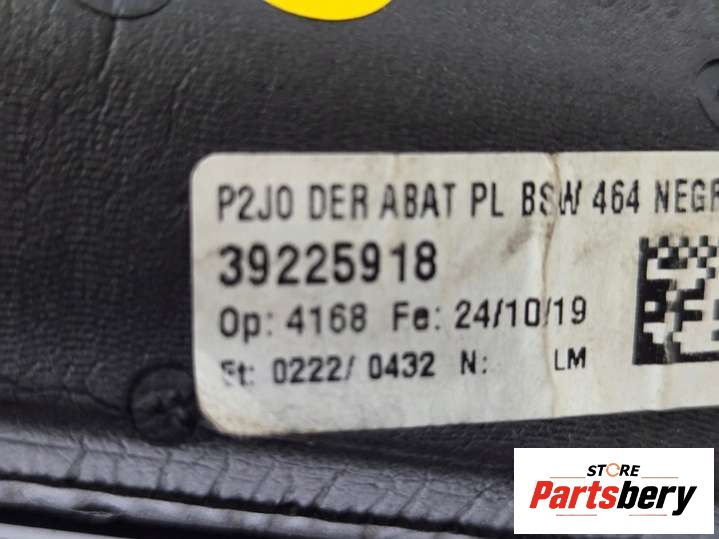 P2JO DER ABAT PL BSW 464 NEGR
39225918
Op: 4168 Fe: 24/10/19
Et: 0222/ 0432 N: LM
STORE
Partsbery